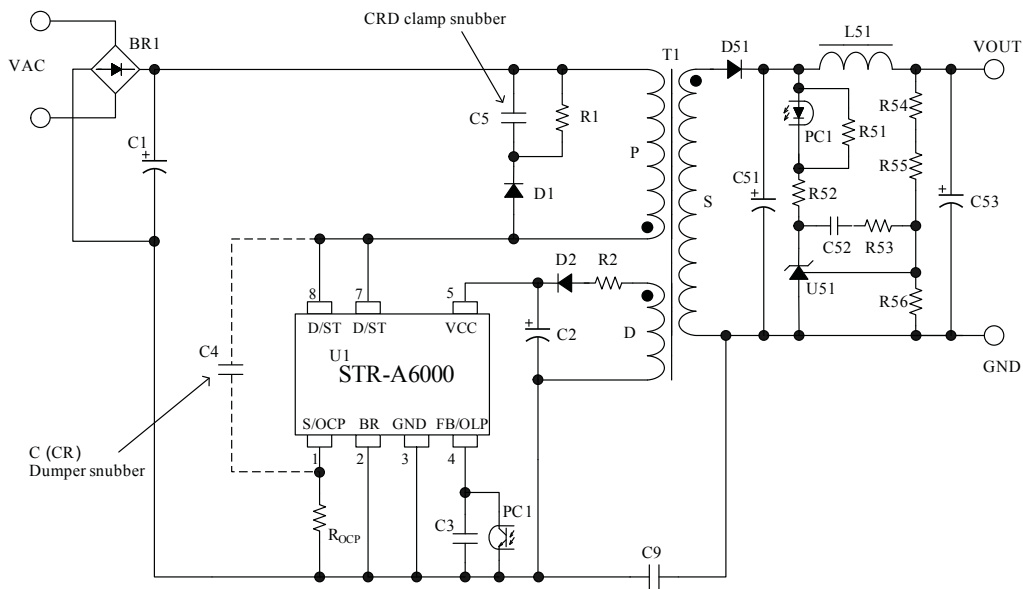 CRD clamp snubber
L51
VAC
BR1
T1
D51
VOUT
C1
C5
R1
P
PC1
R51
R54
R55
D1
S
C51
R52
C53
C52
R53
D2
R2
U51
R56
8
7
5
D/ST
D/ST
VCC
C2
D
GND
C4
U1
STR-A6000
S/OCP
BR
GND
FB/OLP
1
2
3
4
C (CR)
Dumper snubber
ROCP
C3
PC1
C9